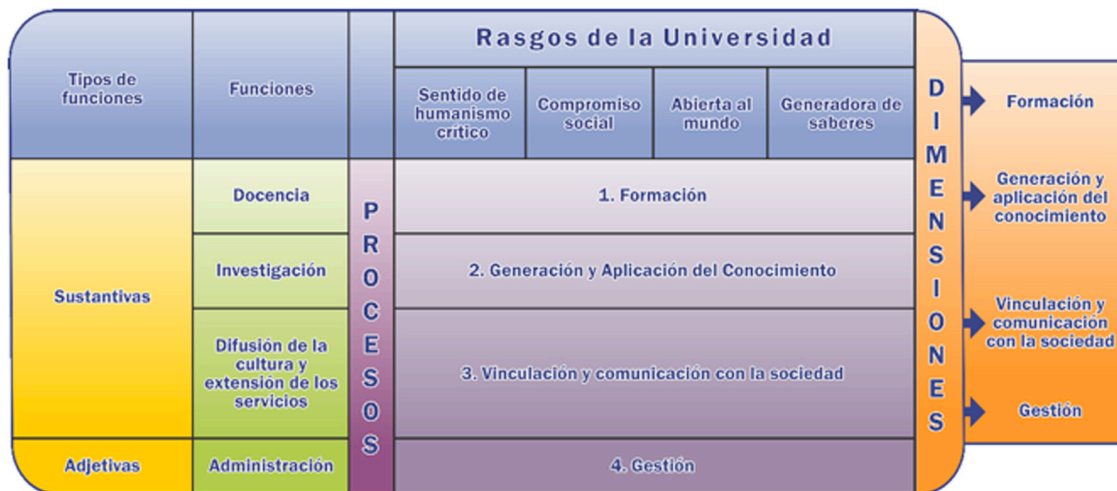 Rasgos de la Universidad
Tipos de
funciones
Funciones
Sentido de
humanismo
crítico
Compromiso
social
Abierta al
mundo
Generadora de
saberes
Sustantivas
Docencia
Investigación
Difusión de la
cultura y
extensión de los
servicios
Adjetivas
Administración
PROCESOS
1. Formación
2. Generación y Aplicación del Conocimiento
3. Vinculación y comunicación con la sociedad
4. Gestión
DIMENSIONES
Formación
Generación y
aplicación del
conocimiento
Vinculación y
comunicación
con la sociedad
Gestión